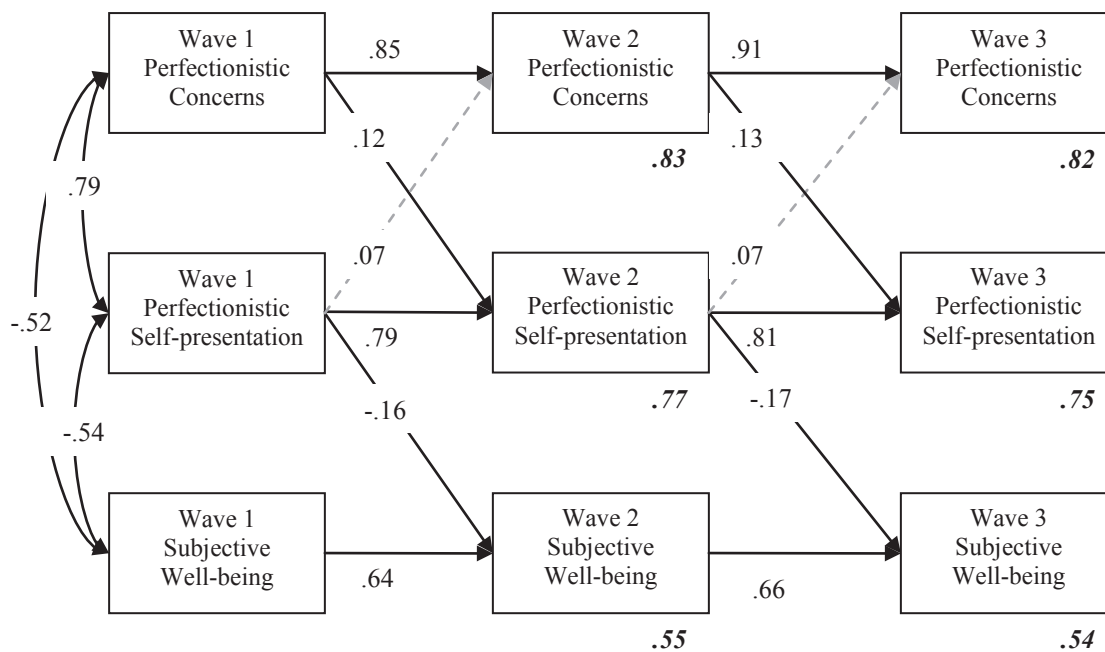 Wave 1
Perfectionistic
Concerns
.85
Wave 2
Perfectionistic
Concerns
.91
Wave 3
Perfectionistic
Concerns
.12
.13
.83
.82
.79
-.52
Wave 1
Perfectionistic
Self-presentation
.07
.79
Wave 2
Perfectionistic
Self-presentation
.07
.81
Wave 3
Perfectionistic
Self-presentation
-.16
-.17
.77
.75
-.54
Wave 1
Subjective
Well-being
.64
Wave 2
Subjective
Well-being
.66
Wave 3
Subjective
Well-being
.55
.54